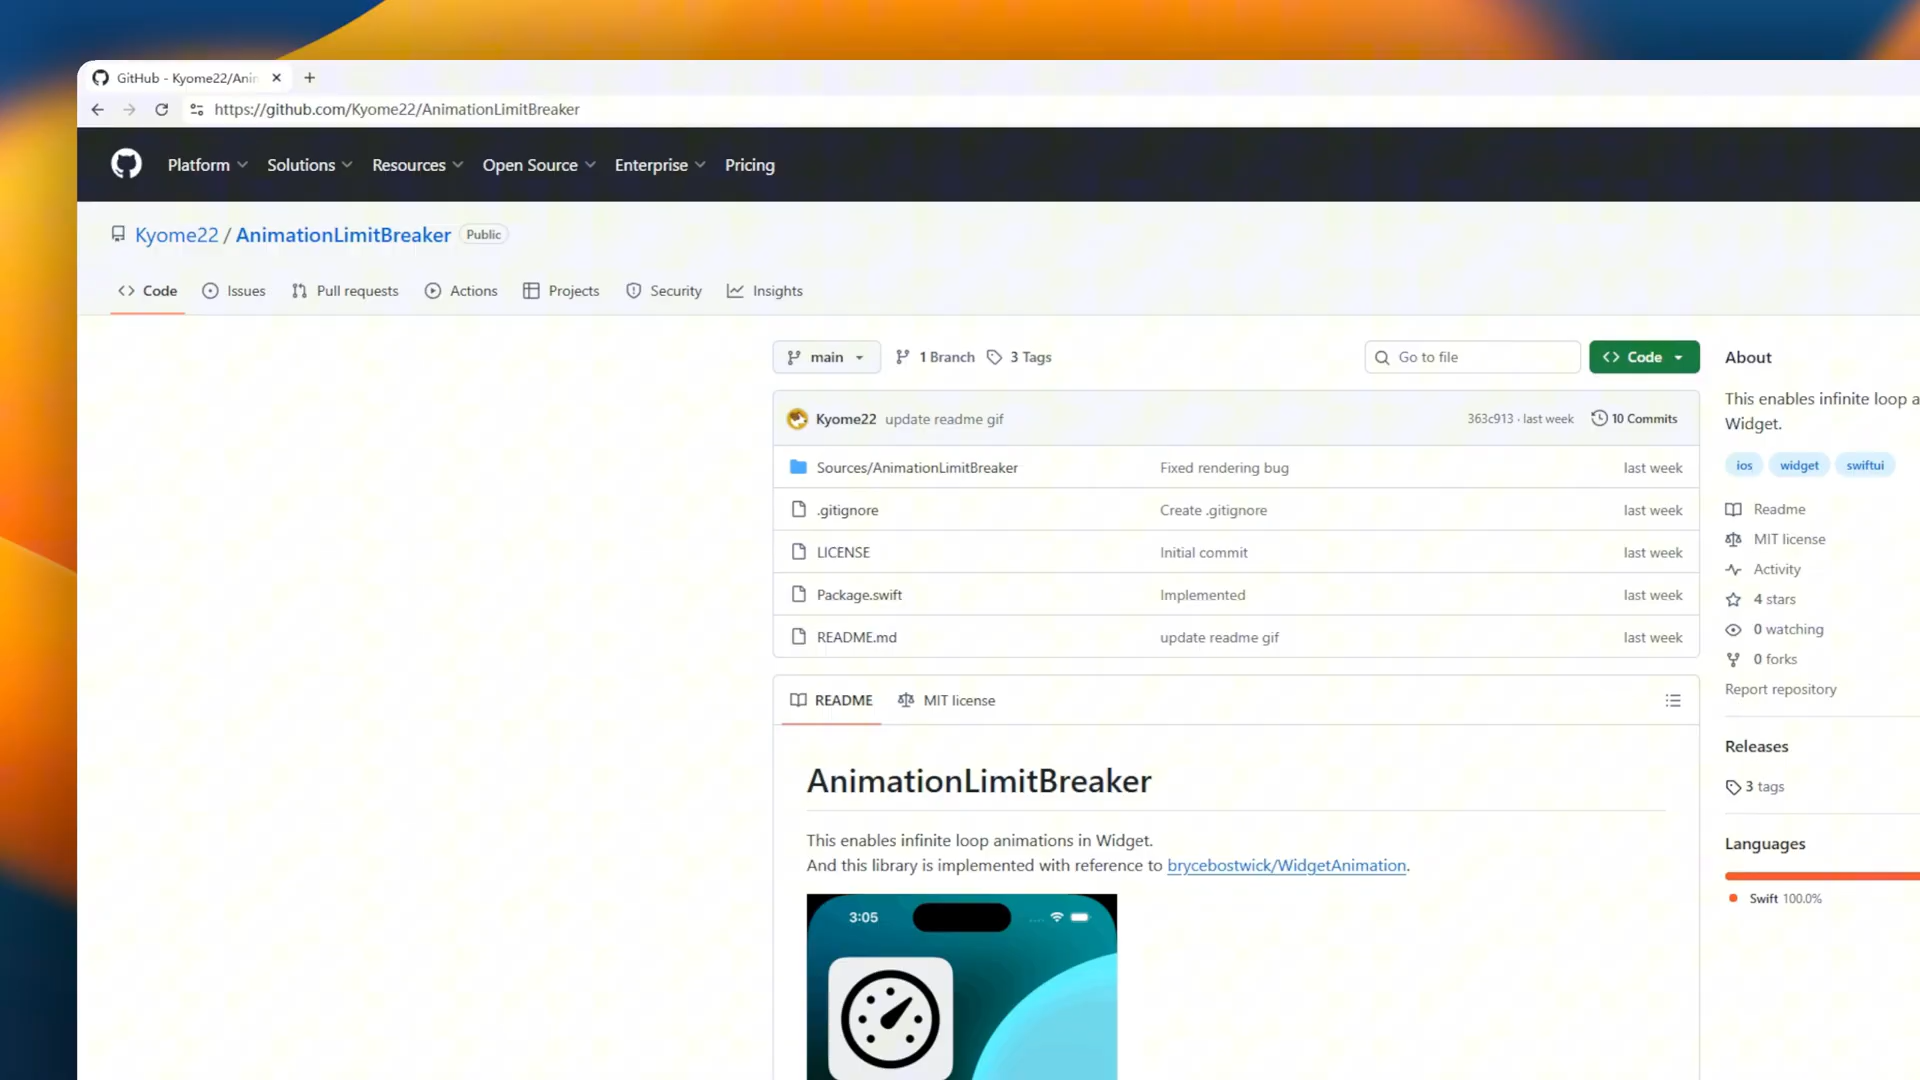 GitHub - Kyome22/Ani
https://github.com/Kyome22/AnimationLimitBreaker
Platform Solutions Resources Open Source Enterprise Pricing
Kyome22 / AnimationLimitBreaker Public
Code Issues Pull requests Actions Projects Security Insights
main 1 Branch 3 Tags Go to file Code
Kyome22 update readme gif 363c913 · last week 10 Commits
Sources/AnimationLimitBreaker Fixed rendering bug last week
.gitignore Create .gitignore last week
LICENSE Initial commit last week
Package.swift Implemented last week
README.md update readme gif last week
README MIT license
AnimationLimitBreaker
This enables infinite loop animations in Widget.
And this library is implemented with reference to brycebostwick/WidgetAnimation.
3:05
About
This enables infinite loop a
Widget.
ios widget swiftui
Readme
MIT license
Activity
4 stars
0 watching
0 forks
Report repository
Releases
3 tags
Languages
Swift 100.0%